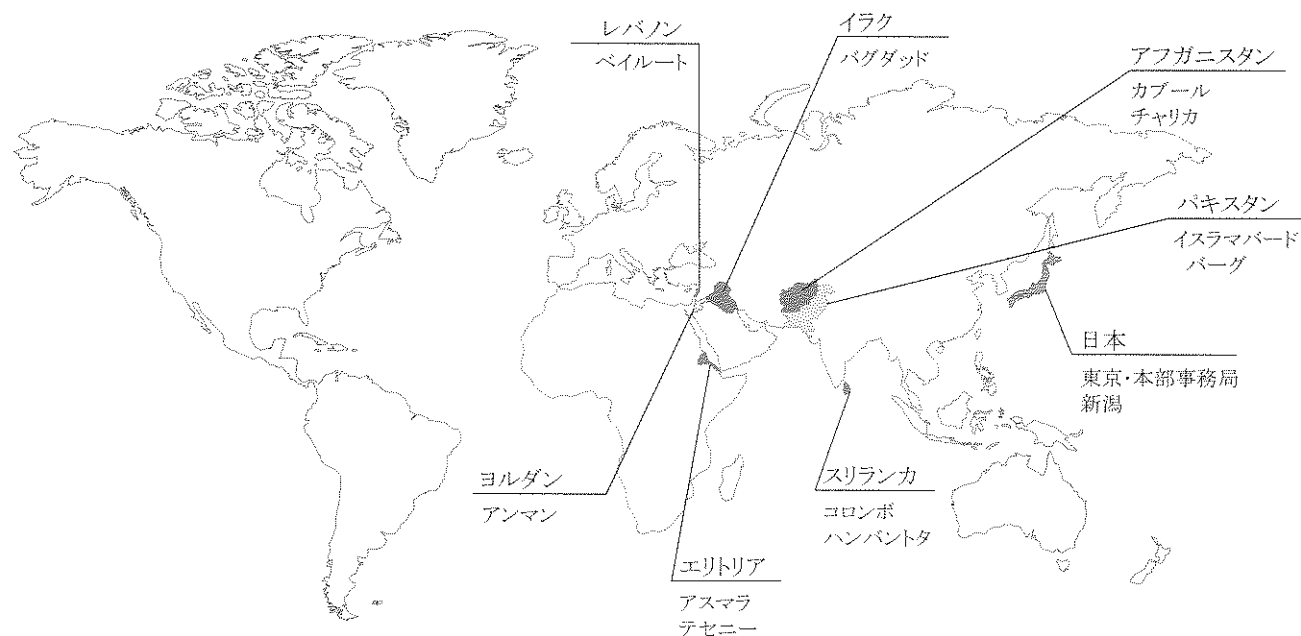 レバノン
ベイルート
イラク
バグダッド
アフガニスタン
カブール
チャリカ
パキスタン
イスラマバード
バーグ
日本
東京・本部事務局
新潟
ヨルダン
アンマン
スリランカ
コロンボ
ハンバントタ
エリトリア
アスマラ
テセニー